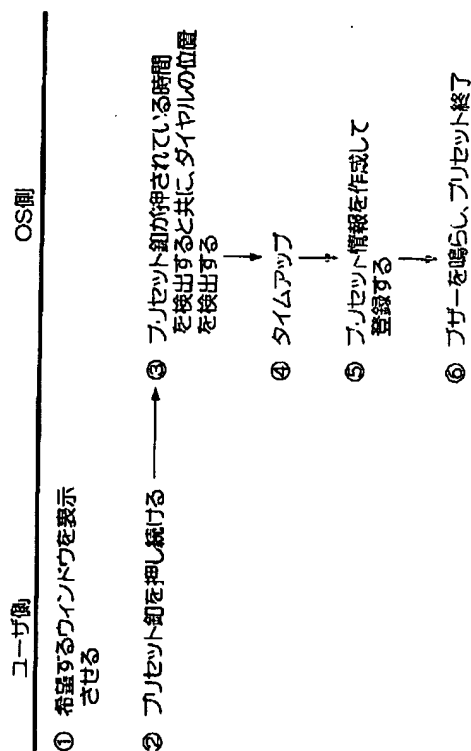 ユーザ側
OS側
① 希望するウィンドウを表示
させる
② プリセット釦を押し続ける
③ プリセット釦が押されている時間
を検出すると共に、ダイヤルの位置
を検出する
④ タイムアップ
⑤ プリセット情報を作成して
登録する
⑥ ブザーを鳴らし、プリセット終了